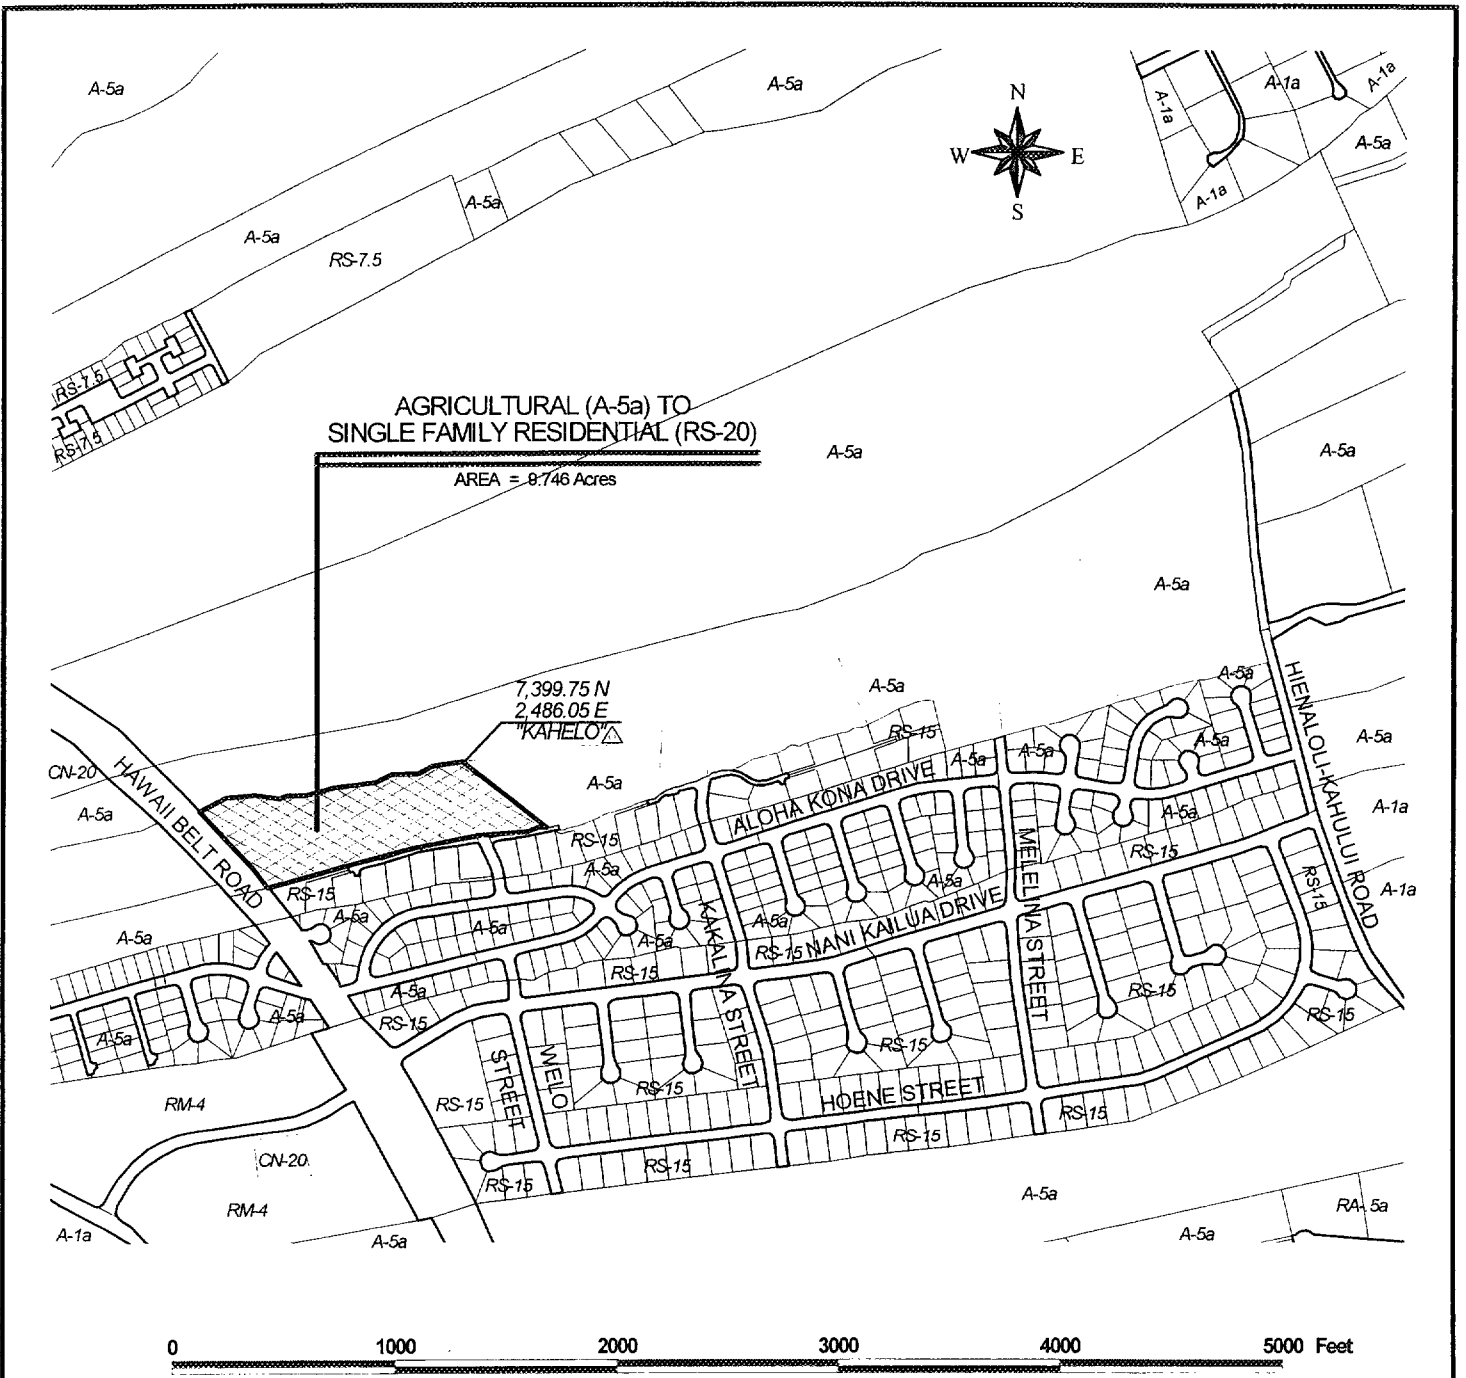 A-5a
A-5a
A-1a
A-1a
A-1a
A-5a
A-1a
N
W E
S
A-5a
A-5a
RS-7.5
RS-7.5
RS-7.5
AGRICULTURAL (A-5a) TO
SINGLE FAMILY RESIDENTIAL (RS-20)
AREA = 9.746 Acres
A-5a
A-5a
A-5a
7,399.75 N
2,486.05 E
"KAHELO"
A-5a
A-5a
HIENALOLI-KAHULUI ROAD
RS-15
A-5a
A-5a
A-5a
A-5a
CN-20
HAWAII BELT ROAD
A-5a
A-5a
ALOHA KONA DRIVE
A-5a
A-1a
RS-15
MELELINA STREET
RS-15
A-5a
A-5a
RS-15
A-1a
RS-15
A-5a
A-5a
A-5a
KAKALINA STREET
A-5a
A-5a
RS-15
NANI KAILUA DRIVE
RS-15
A-5a
A-5a
A-5a
RS-15
RS-15
RS-15
RS-15
WELO
STREET
RS-15
RM-4
RS-15
HOENE STREET
RS-15
RS-15
CN-20
RS-15
RS-15
RM-4
A-5a
RA-.5a
A-1a
A-5a
A-5a
0 1000 2000 3000 4000 5000 Feet